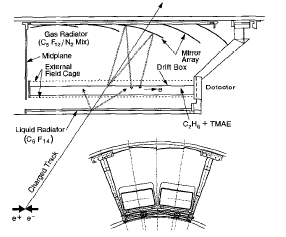 Gas Radiator
(C5 F12/N2 Mix)
Midplane
External
Field Cage
Mirror
Array
Drift Box
Detector
e
C2H6 + TMAE
Liquid Radiator
(C6 F14)
Charged Track
e+ e-